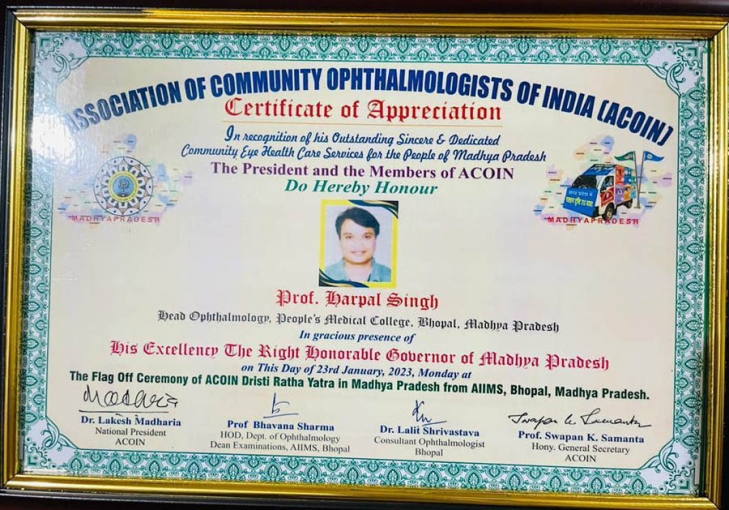 ASSOCIATION OF COMMUNITY OPHTHALMOLOGISTS OF INDIA (ACOIN)
Certificate of Appreciation
In recognition of his Outstanding Sincere & Dedicated
Community Eye Health Care Services for the People of Madhya Pradesh
The President and the Members of ACOIN
Do Hereby Honour
MADHYAPRADESH
MADHYAPRADESH
Prof. Harpal Singh
Head Ophthalmology, People's Medical College, Bhopal, Madhya Pradesh
In gracious presence of
His Excellency The Right Honorable Governor of Madhya Pradesh
on This Day of 23rd January, 2023, Monday at
The Flag Off Ceremony of ACOIN Dristi Ratha Yatra in Madhya Pradesh from AIIMS, Bhopal, Madhya Pradesh.
Dr. Lakesh Madharia
National President
ACOIN
Prof Bhavana Sharma
HOD, Dept. of Ophthalmology
Dean Examinations, AIIMS, Bhopal
Dr. Lalit Shrivastava
Consultant Ophthalmologist
Bhopal
Swapan K Samanta
Prof. Swapan K. Samanta
Hony. General Secretary
ACOIN